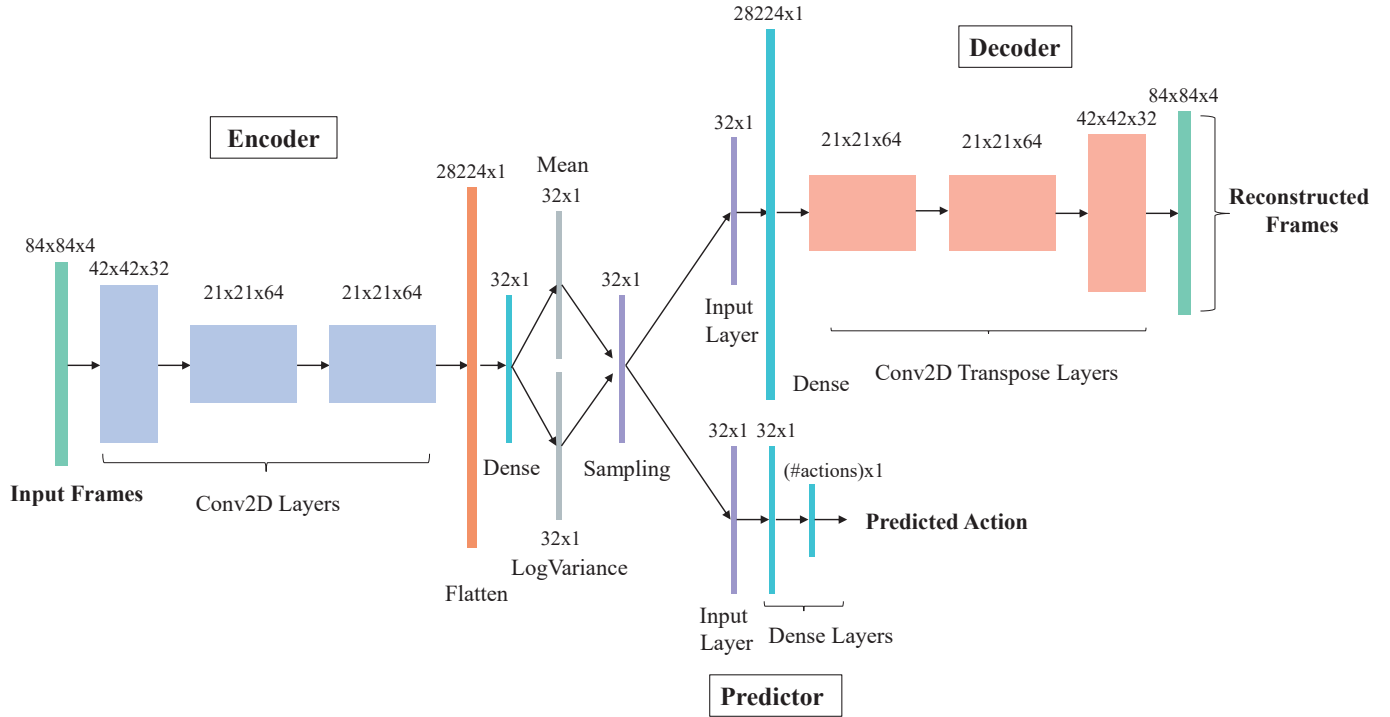 Encoder
84x84x4
Input Frames
42x42x32
21x21x64
21x21x64
Conv2D Layers
28224x1
Flatten
32x1
Dense
Mean
32x1
32x1
LogVariance
32x1
Sampling
Decoder
32x1
Input
Layer
28224x1
Dense
21x21x64
21x21x64
42x42x32
Conv2D Transpose Layers
84x84x4
Reconstructed
Frames
32x1
Input
Layer
32x1
(#actions)x1
Dense Layers
Predicted Action
Predictor